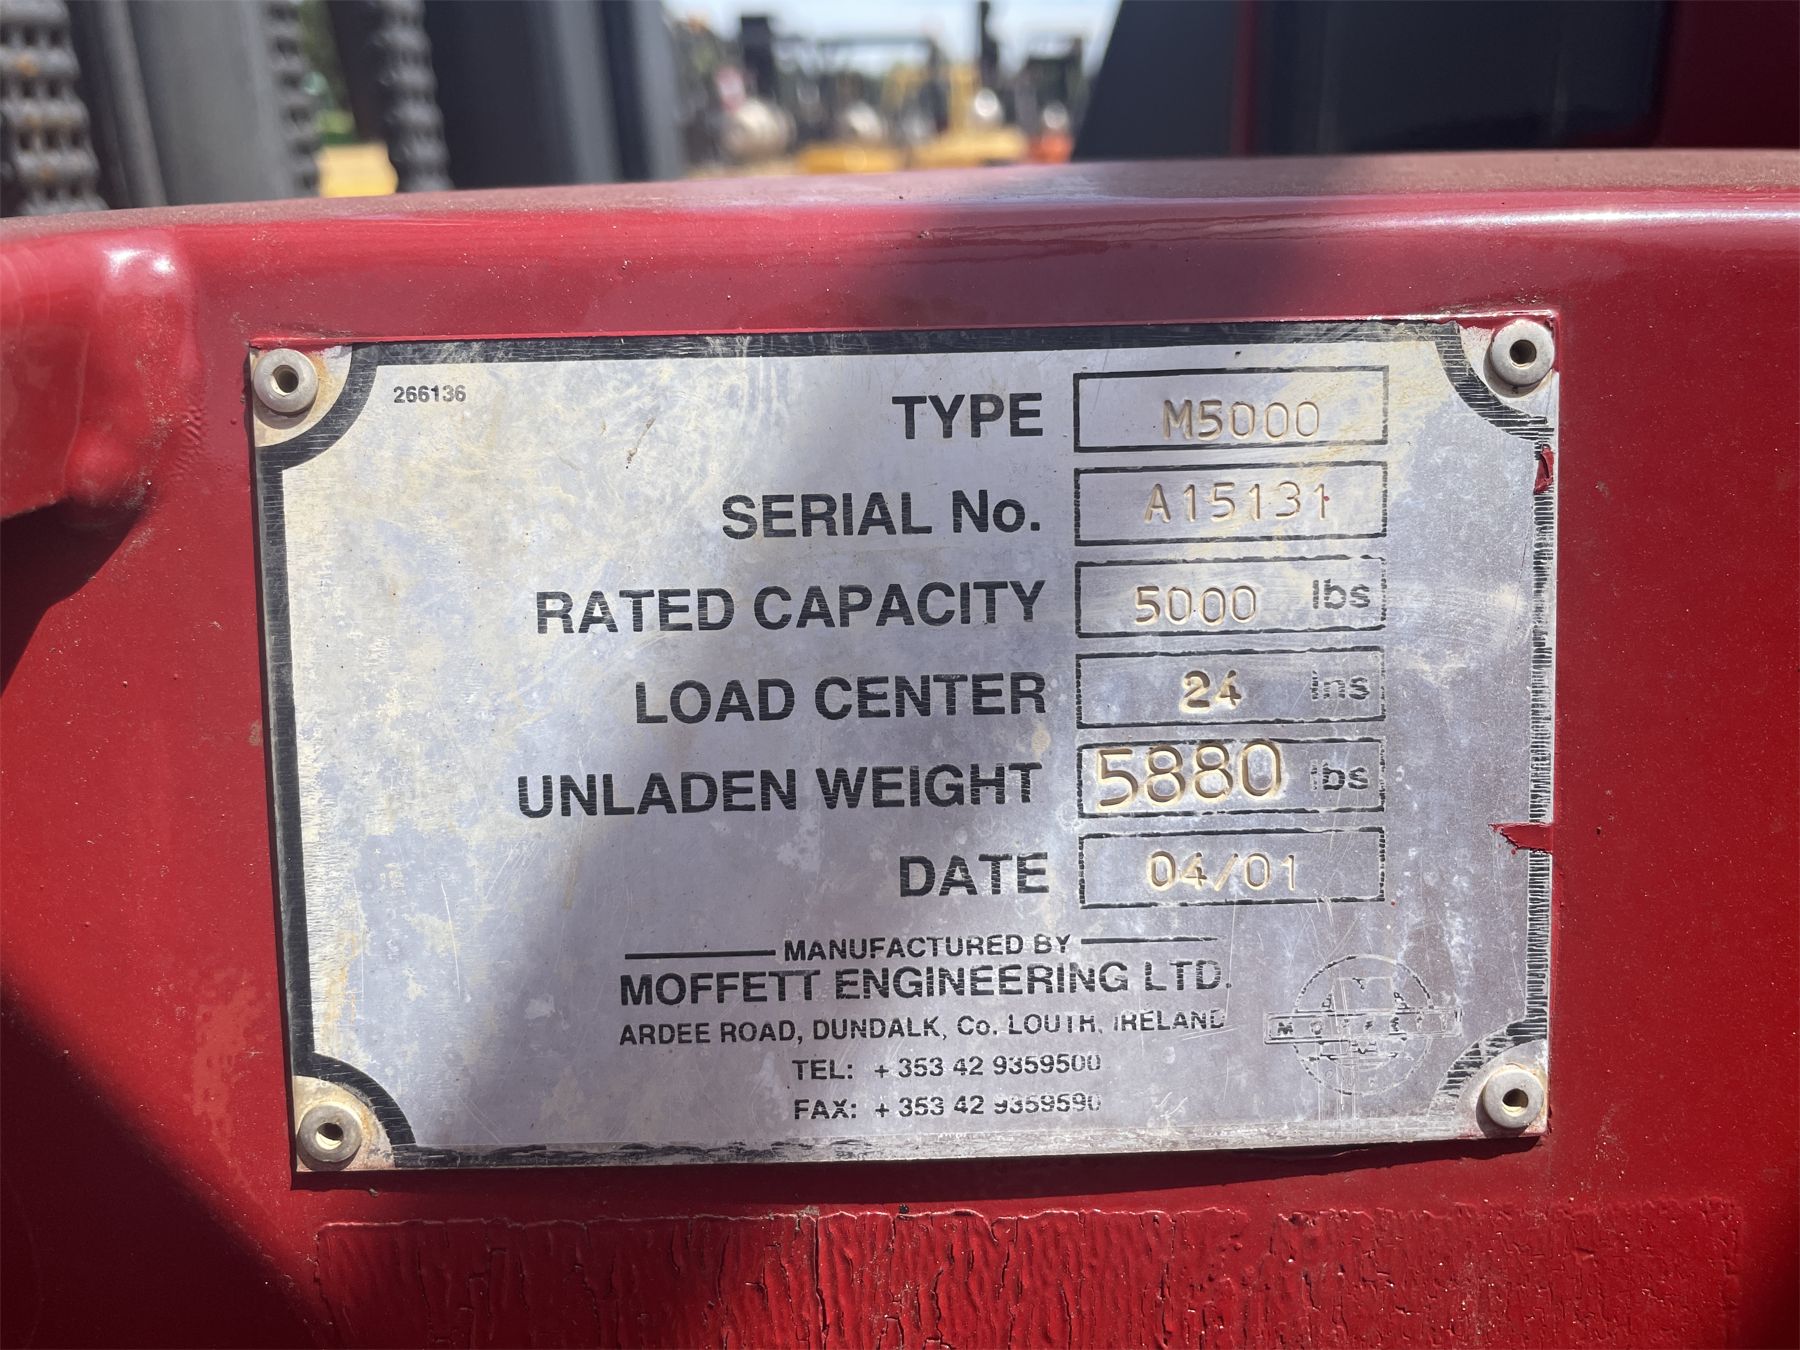 266136
TYPE M5000
SERIAL No. A15131
RATED CAPACITY 5000 lbs
LOAD CENTER 24 ins
UNLADEN WEIGHT 5880 lbs
DATE 04/01
MANUFACTURED BY
MOFFETT ENGINEERING LTD.
ARDEE ROAD, DUNDALK, Co. LOUTH, IRELAND
TEL: + 353 42 9359500
FAX: + 353 42 9359590